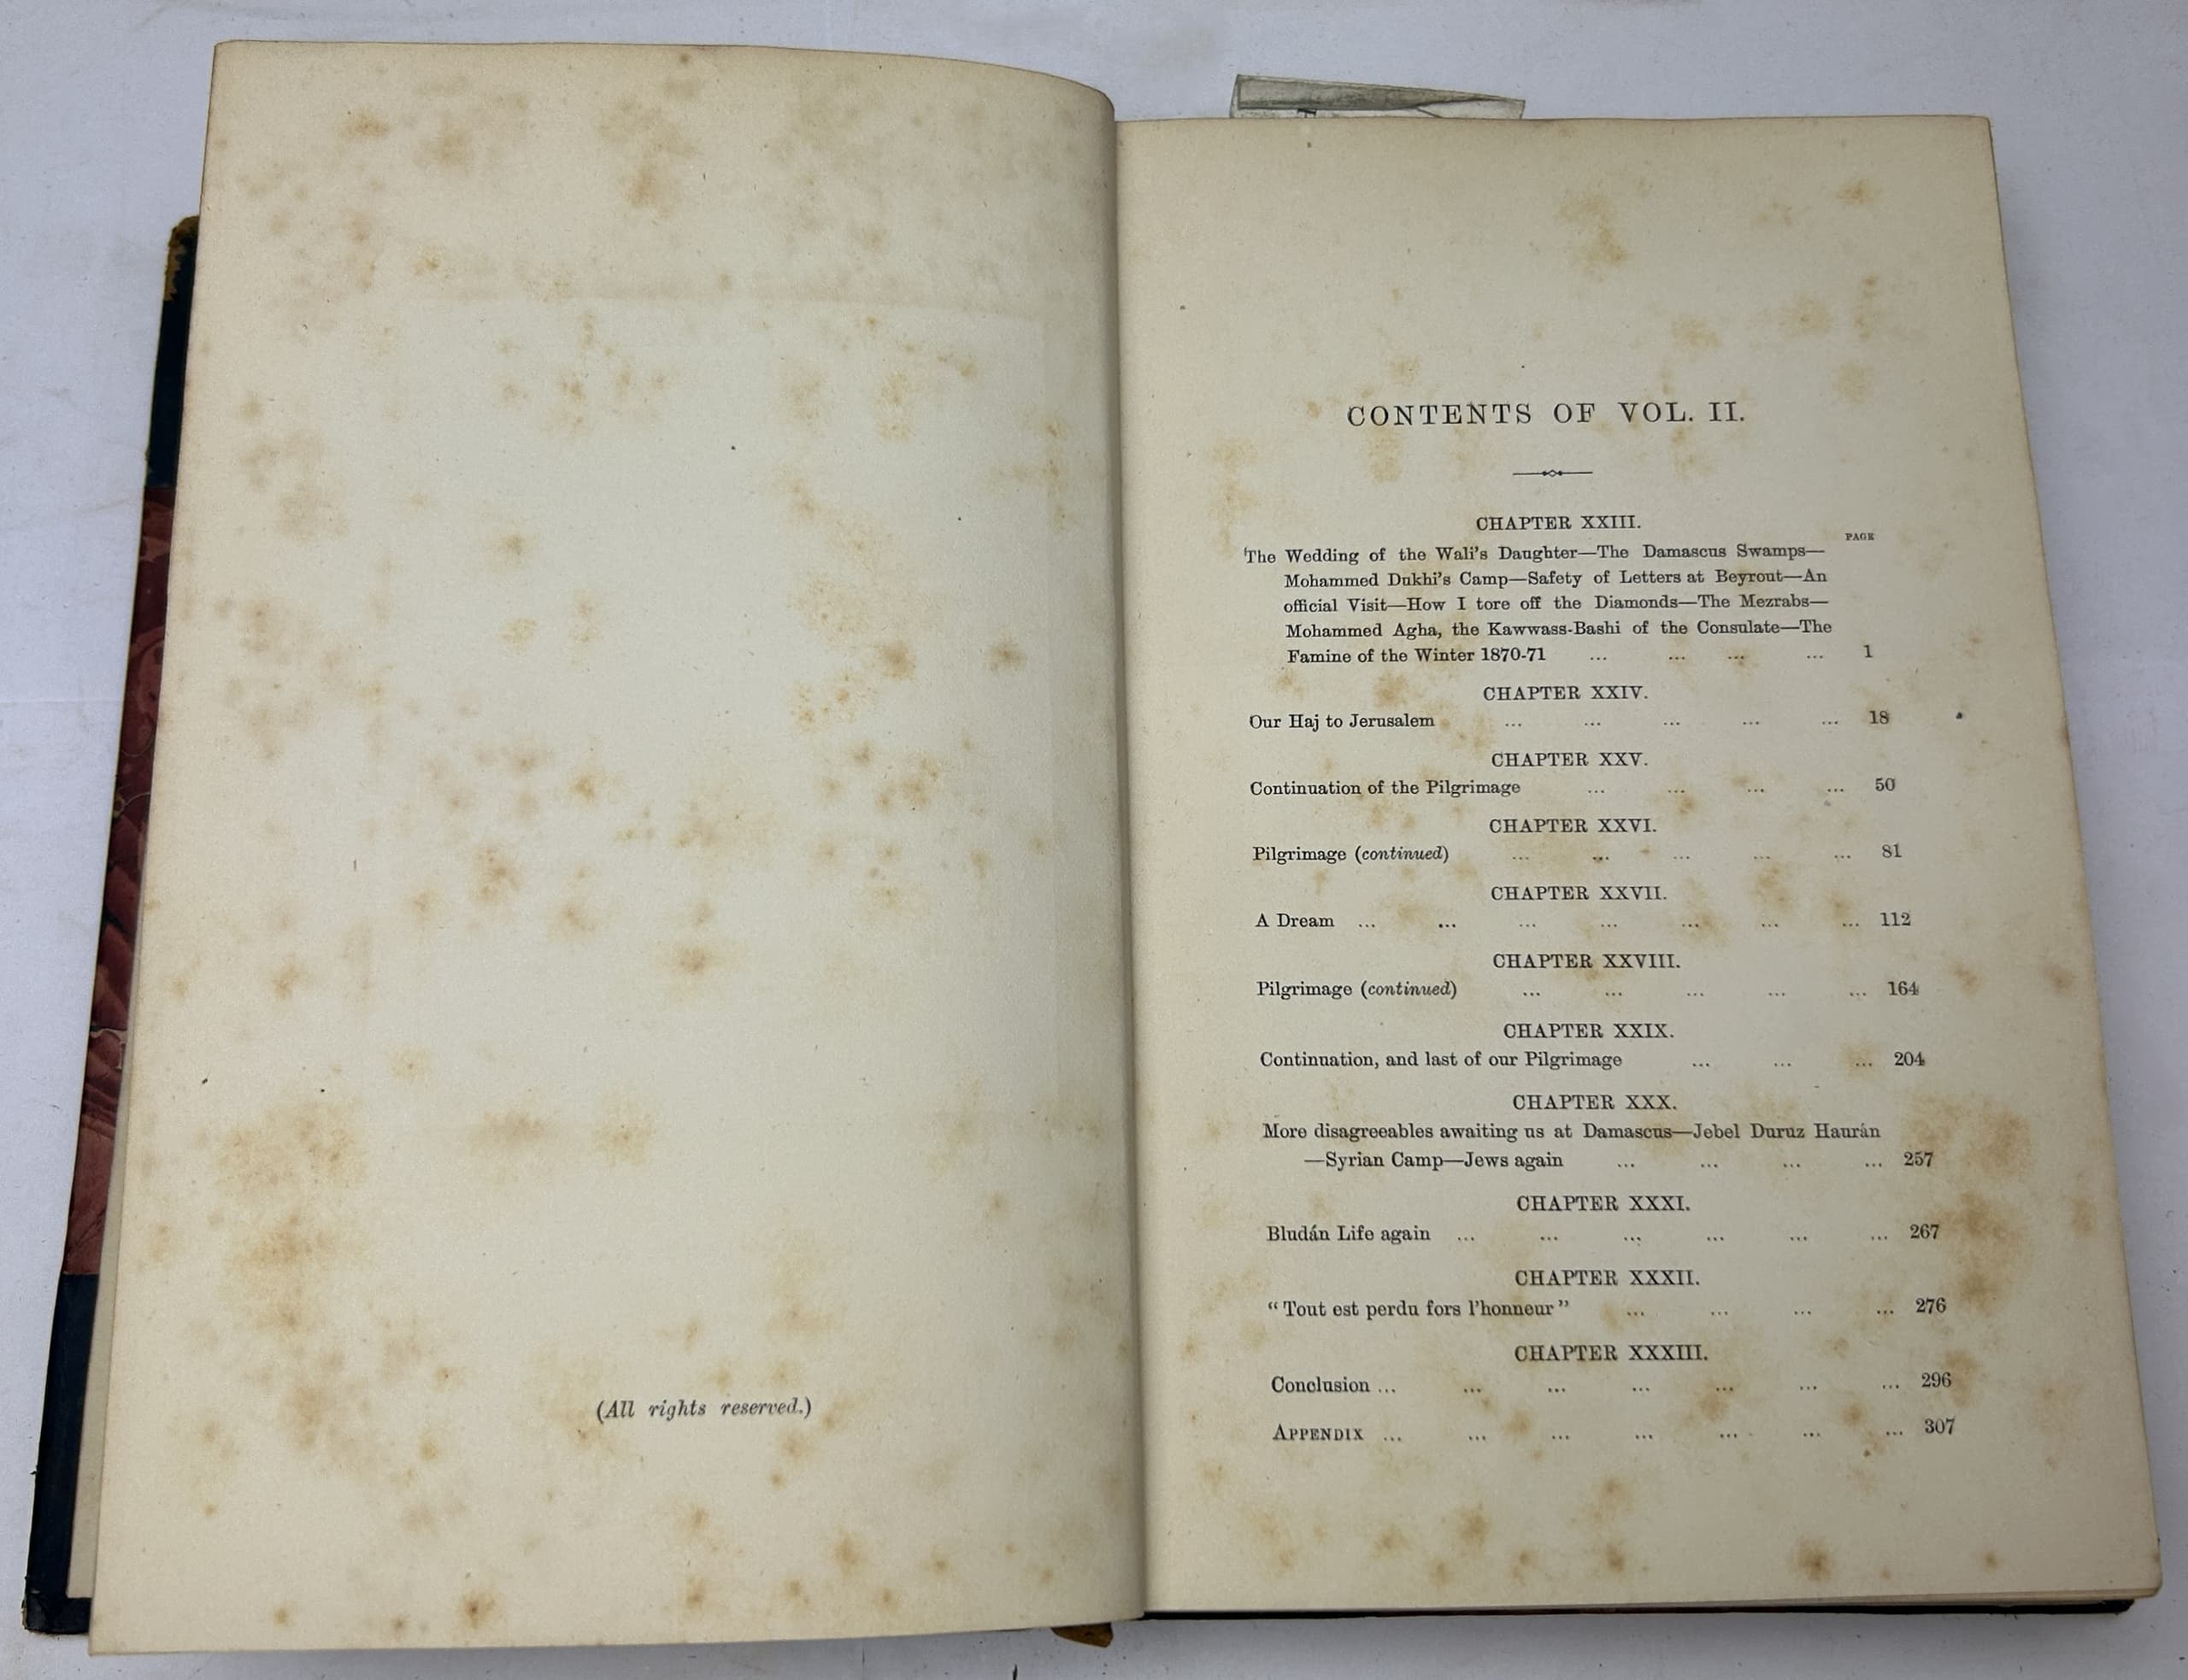 (All rights reserved.)
CONTENTS OF VOL. II.
CHAPTER XXIII.
PAGE
The Wedding of the Wali's Daughter—The Damascus Swamps—
Mohammed Dukhi's Camp—Safety of Letters at Beyrout—An
official Visit—How I tore off the Diamonds—The Mezrabs—
Mohammed Agha, the Kawwass-Bashi of the Consulate—The
Famine of the Winter 1870-71 ... ... ... ... 1
CHAPTER XXIV.
Our Haj to Jerusalem ... ... ... ... ... 18
CHAPTER XXV.
Continuation of the Pilgrimage ... ... ... ... 50
CHAPTER XXVI.
Pilgrimage (continued) ... ... ... ... ... 81
CHAPTER XXVII.
A Dream ... ... ... ... ... ... ... 112
CHAPTER XXVIII.
Pilgrimage (continued) ... ... ... ... ... 164
CHAPTER XXIX.
Continuation, and last of our Pilgrimage ... ... ... 204
CHAPTER XXX.
More disagreeables awaiting us at Damascus—Jebel Duruz Haurán
—Syrian Camp—Jews again ... ... ... ... 257
CHAPTER XXXI.
Bludán Life again ... ... ... ... ... ... 267
CHAPTER XXXII.
"Tout est perdu fors l'honneur" ... ... ... ... 276
CHAPTER XXXIII.
Conclusion ... ... ... ... ... ... ... 296
APPENDIX ... ... ... ... ... ... ... 307